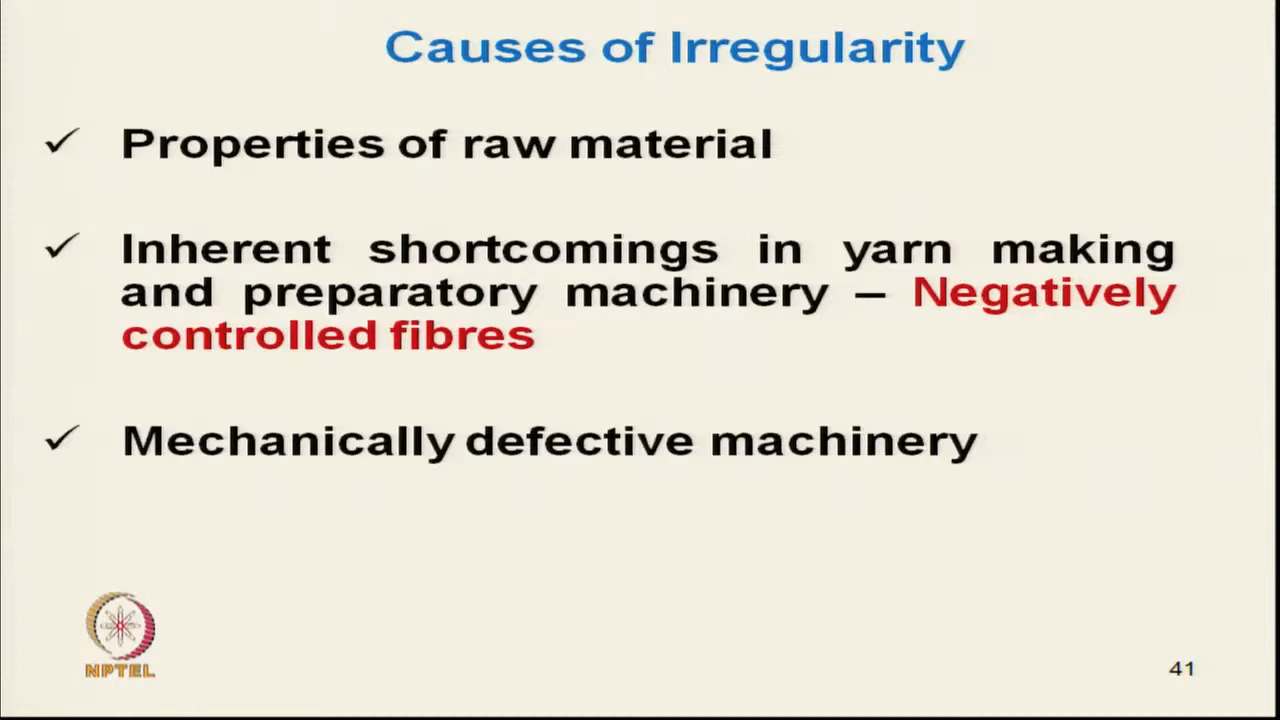 Causes of Irregularity
✓ Properties of raw material
✓ Inherent shortcomings in yarn making
and preparatory machinery – Negatively
controlled fibres
✓ Mechanically defective machinery
NPTEL
41